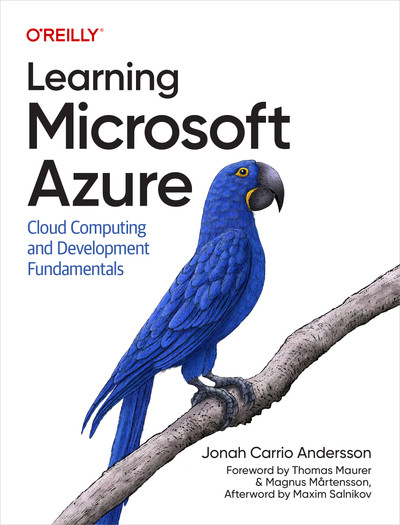 O'REILLY®
Learning
Microsoft
Azure
Cloud Computing
and Development
Fundamentals
Jonah Carrio Andersson
Foreword by Thomas Maurer
& Magnus Mårtensson,
Afterword by Maxim Salnikov